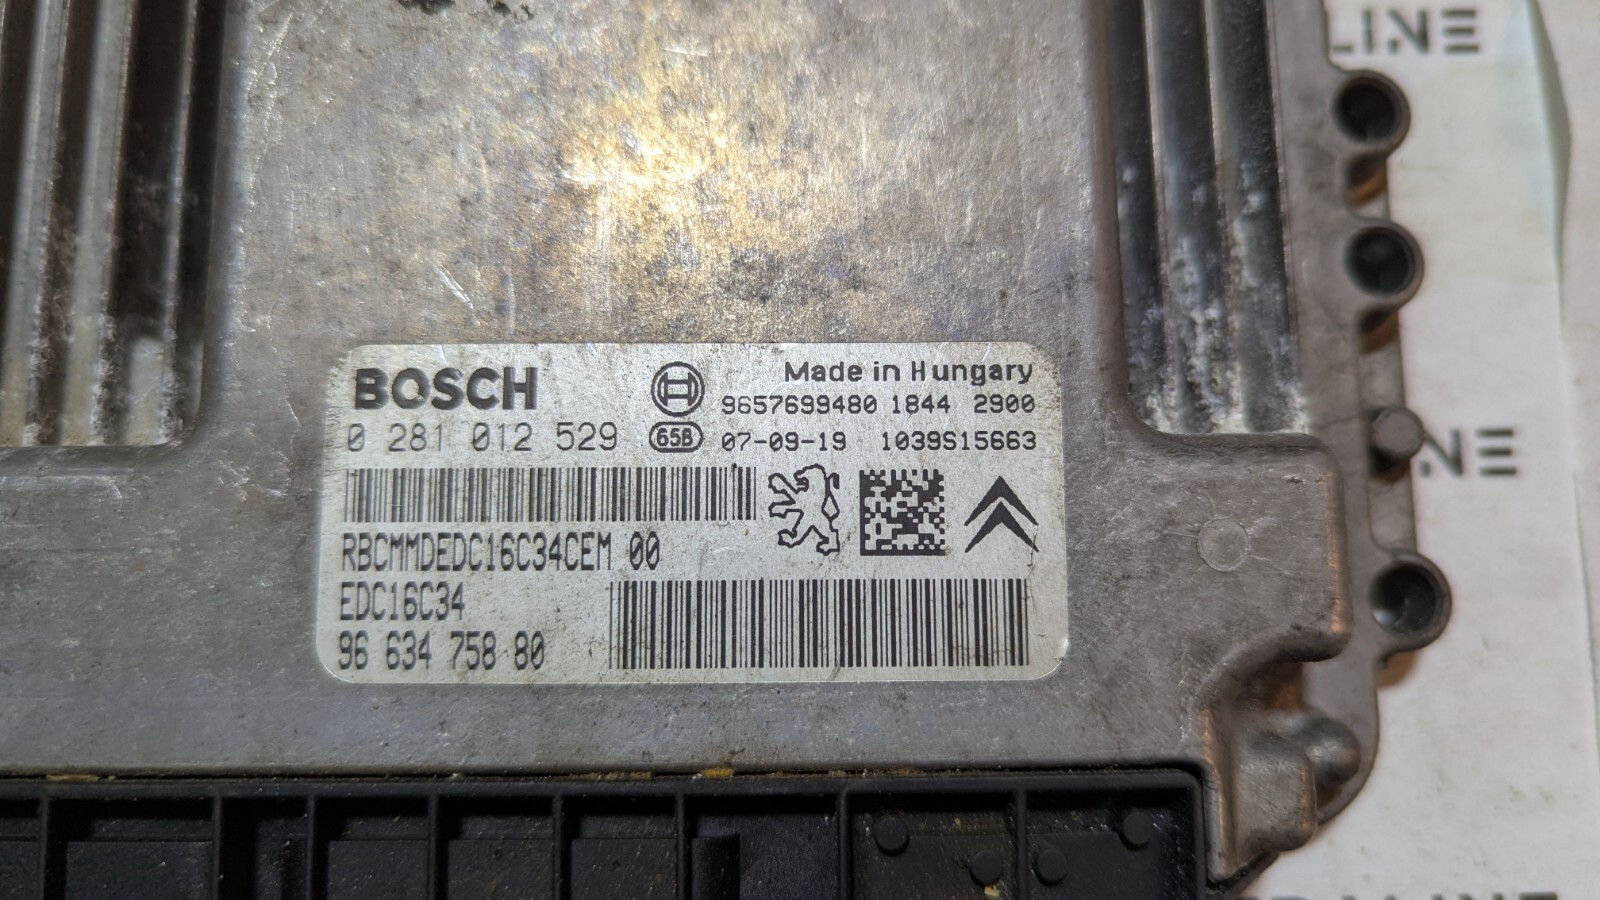 LINE
BOSCH
Made in Hungary
9657699480 1844 2900
0 281 012 529
65B
07-09-19 1039S15663
NE
RBCMMDEDC16C34CEM 00
EDC16C34
96 634 758 80